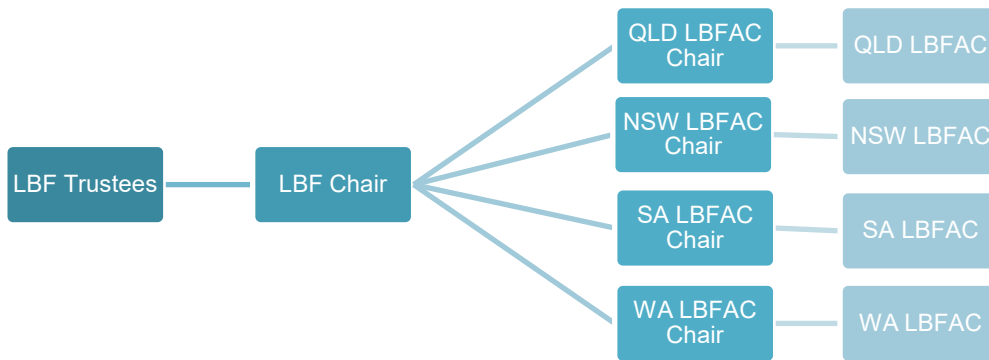 LBF Trustees
LBF Chair
QLD LBFAC
Chair
QLD LBFAC
NSW LBFAC
Chair
NSW LBFAC
SA LBFAC
Chair
SA LBFAC
WA LBFAC
Chair
WA LBFAC